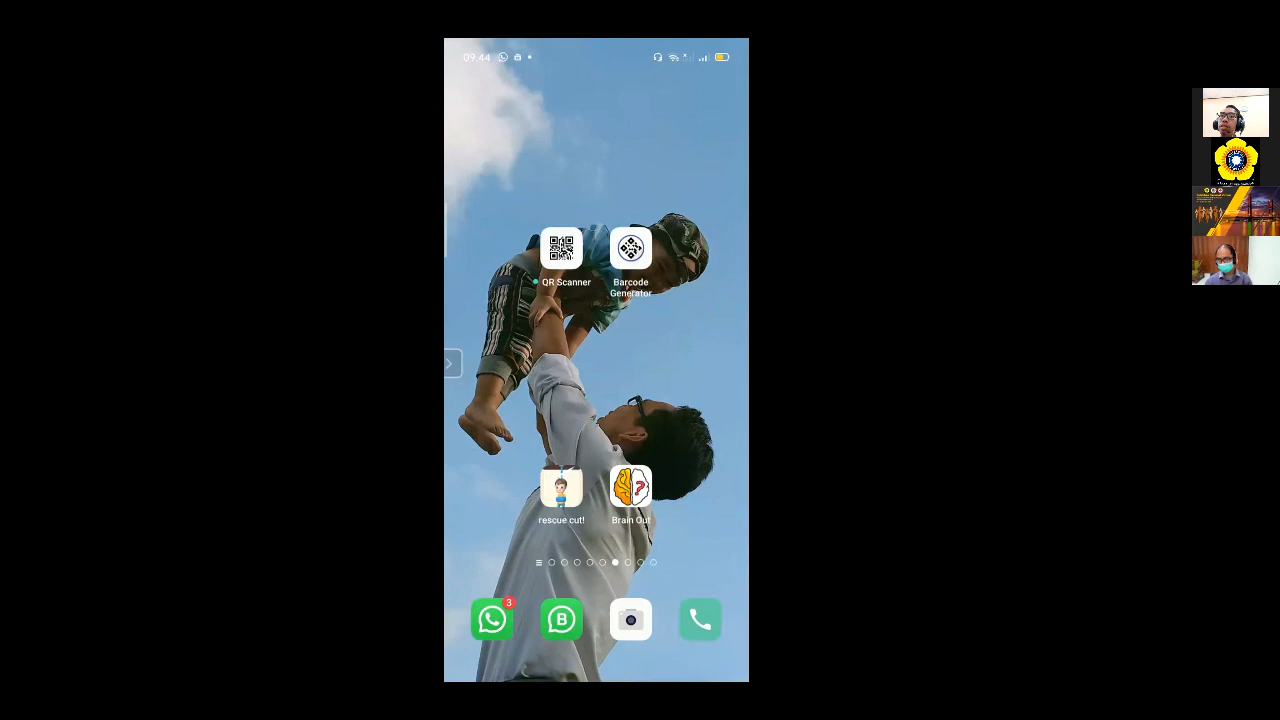 09.44
QR Scanner
Barcode
Generator
rescue cut!
Brain Out
3
B